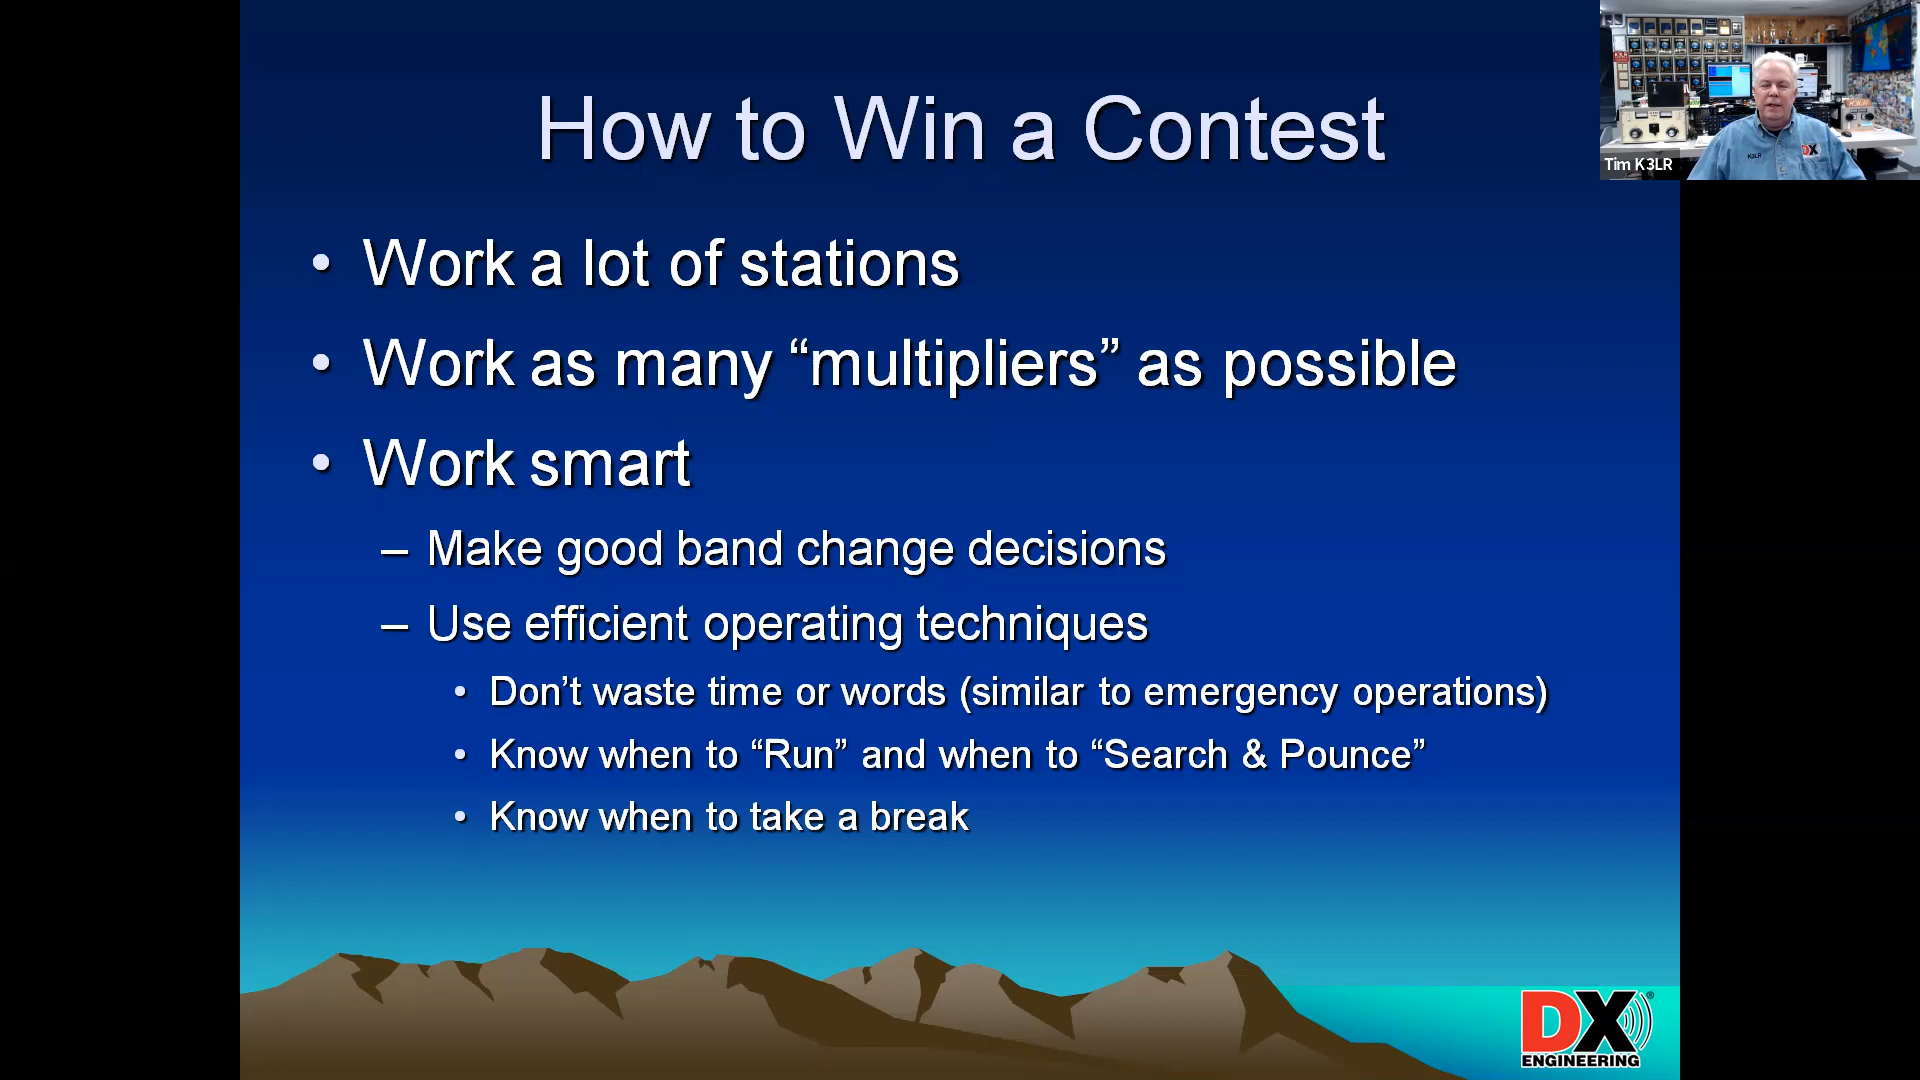 How to Win a Contest
• Work a lot of stations
• Work as many “multipliers” as possible
• Work smart
– Make good band change decisions
– Use efficient operating techniques
• Don’t waste time or words (similar to emergency operations)
• Know when to “Run” and when to “Search & Pounce”
• Know when to take a break
Tim K3LR
K3LR
DX
DX
ENGINEERING